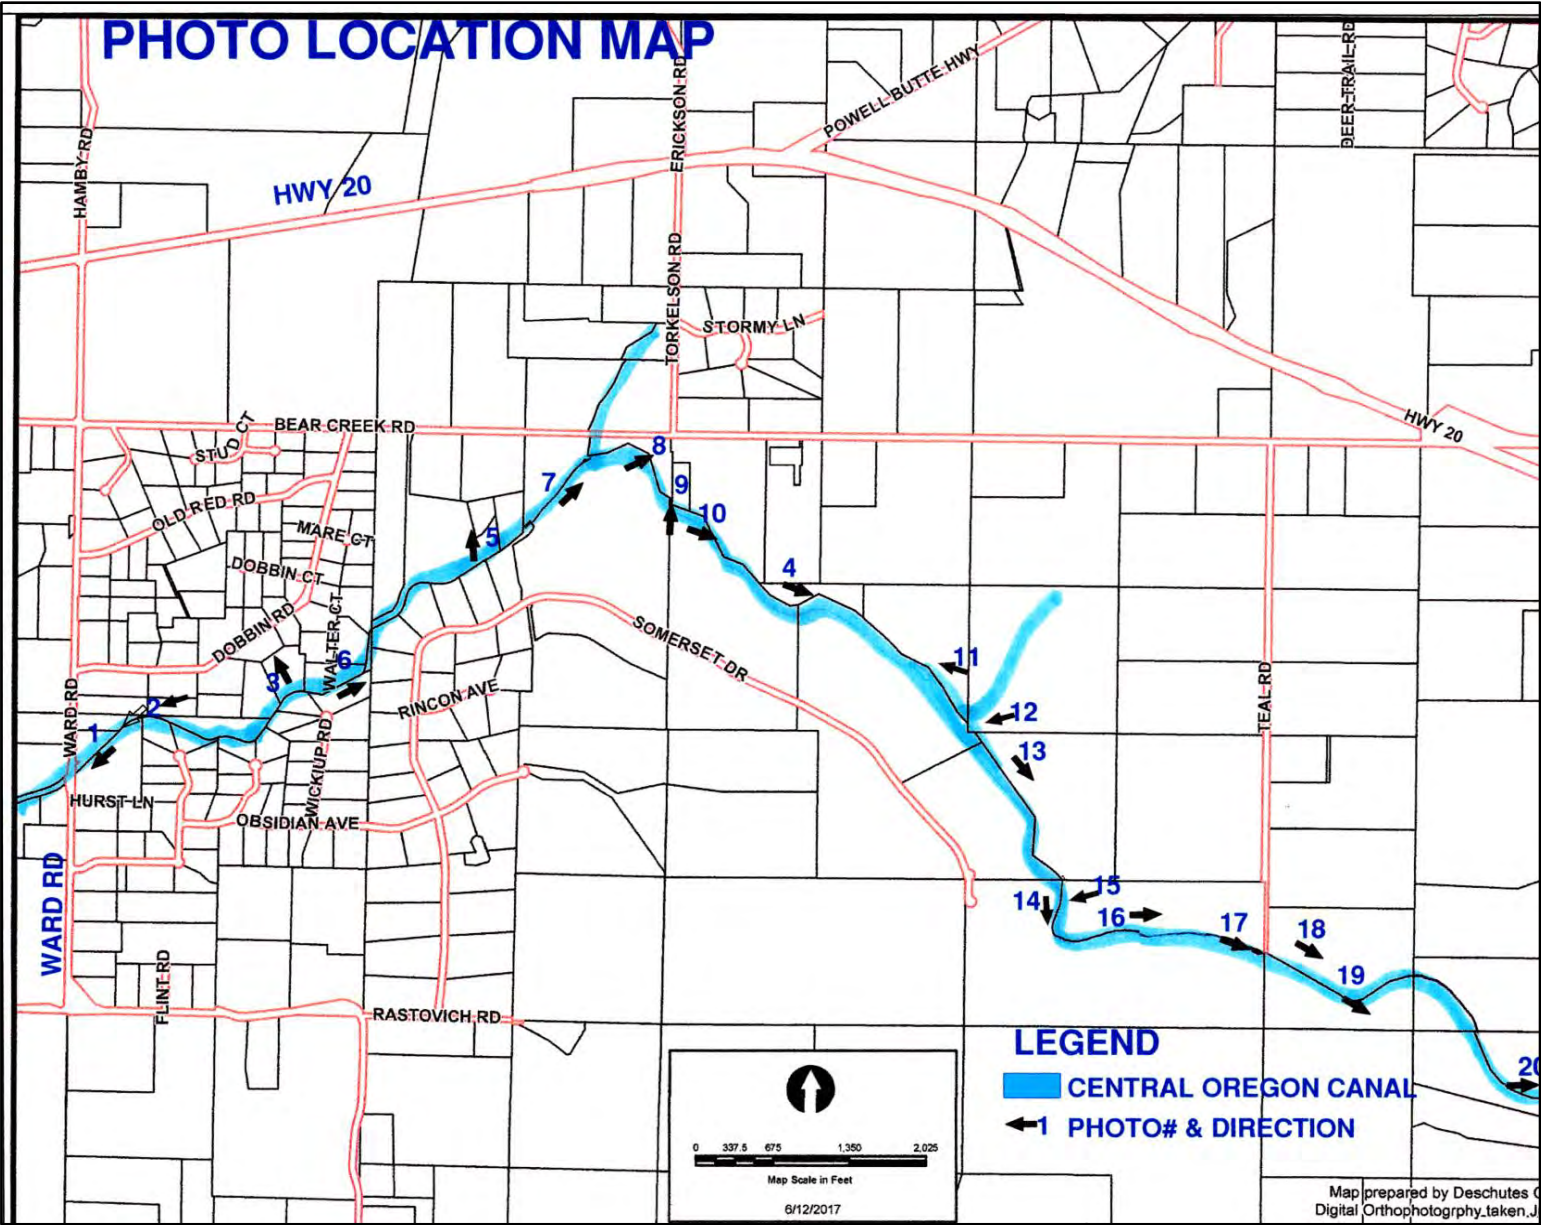 PHOTO LOCATION MAP
HAMBY RD
ERICKSON RD
POWELL BUTTE HWY
DEER TRAIL RD
HWY 20
TORKELSON RD
STORMY LN
HWY 20
BEAR CREEK RD
STUD CT
OLD RED RD
MARE CT
DOBBIN CT
DOBBIN RD
WALTER CT
SOMERSET DR
RINCON AVE
WARD RD
WICKIUP RD
HURST LN
OBSIDIAN AVE
TEAL RD
WARD RD
FLINT RD
RASTOVICH RD
1
2
3
6
5
7
8
9
10
4
11
12
13
14
15
16
17
18
19
20
LEGEND
CENTRAL OREGON CANAL
1 PHOTO# & DIRECTION
0 337.5 675 1,350 2,025
Map Scale in Feet
6/12/2017
Map prepared by Deschutes
Digital Orthophotogrphy taken